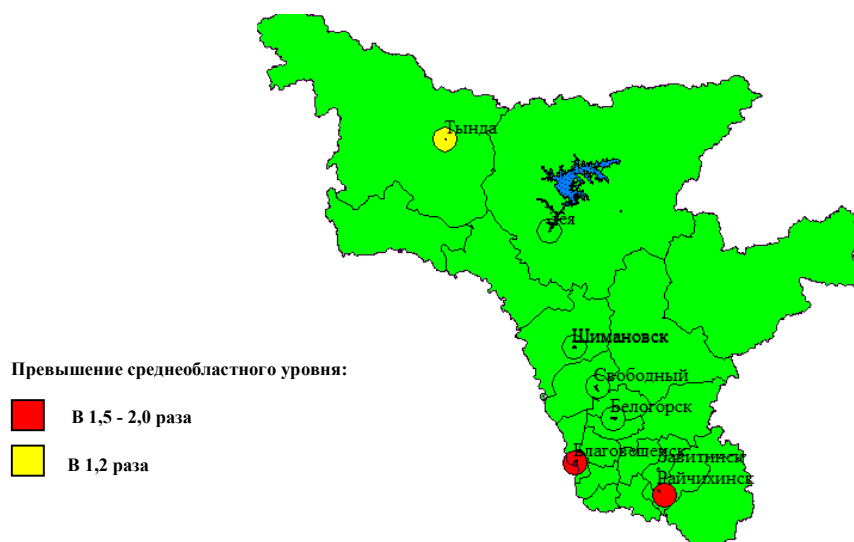 Тында
Зея
Шимановск
Свободный
Белогорск
Благовещенск
Завитинск
Райчихинск
Превышение среднеобластного уровня:
В 1,5 - 2,0 раза
В 1,2 раза